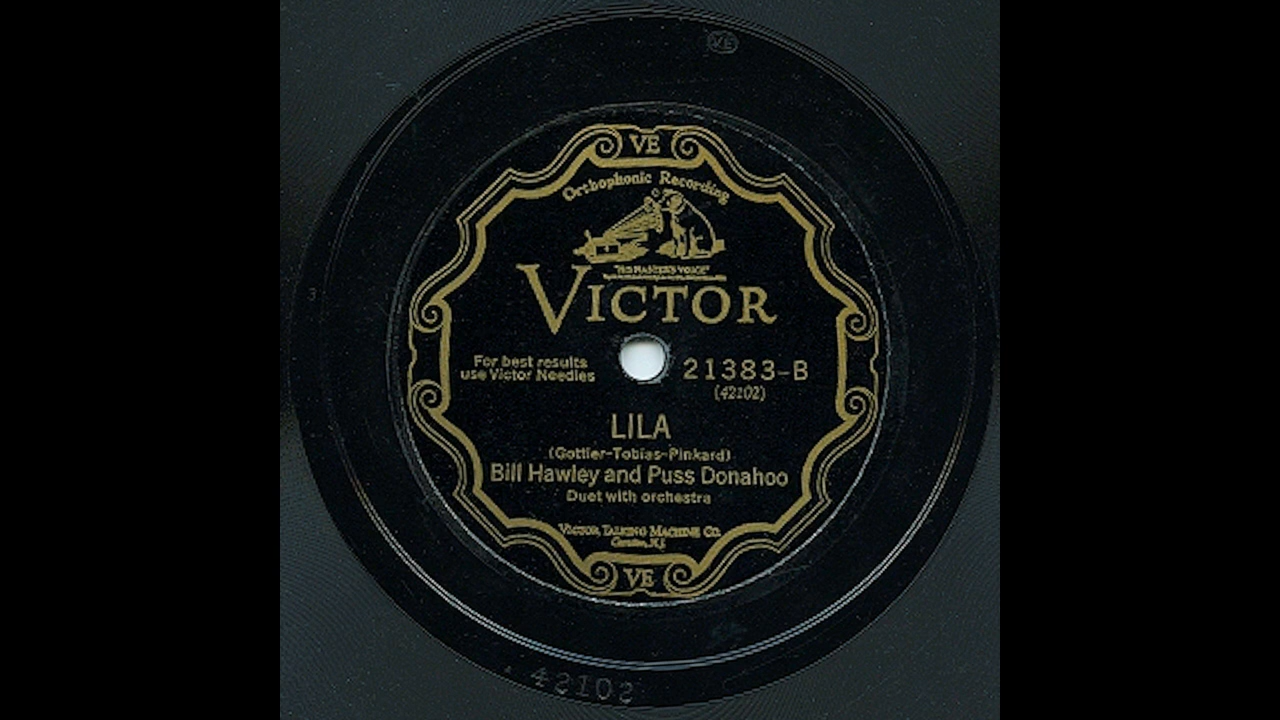 VE
VE
Orthophonic Recording
"HIS MASTER'S VOICE"
VICTOR
For best results
use Victor Needles
21383-B
(42102)
LILA
(Gottler-Tobias-Pinkard)
Bill Hawley and Puss Donahoo
Duet with orchestra
VICTOR TALKING MACHINE CO.
Camden, N.J.
VE
42102